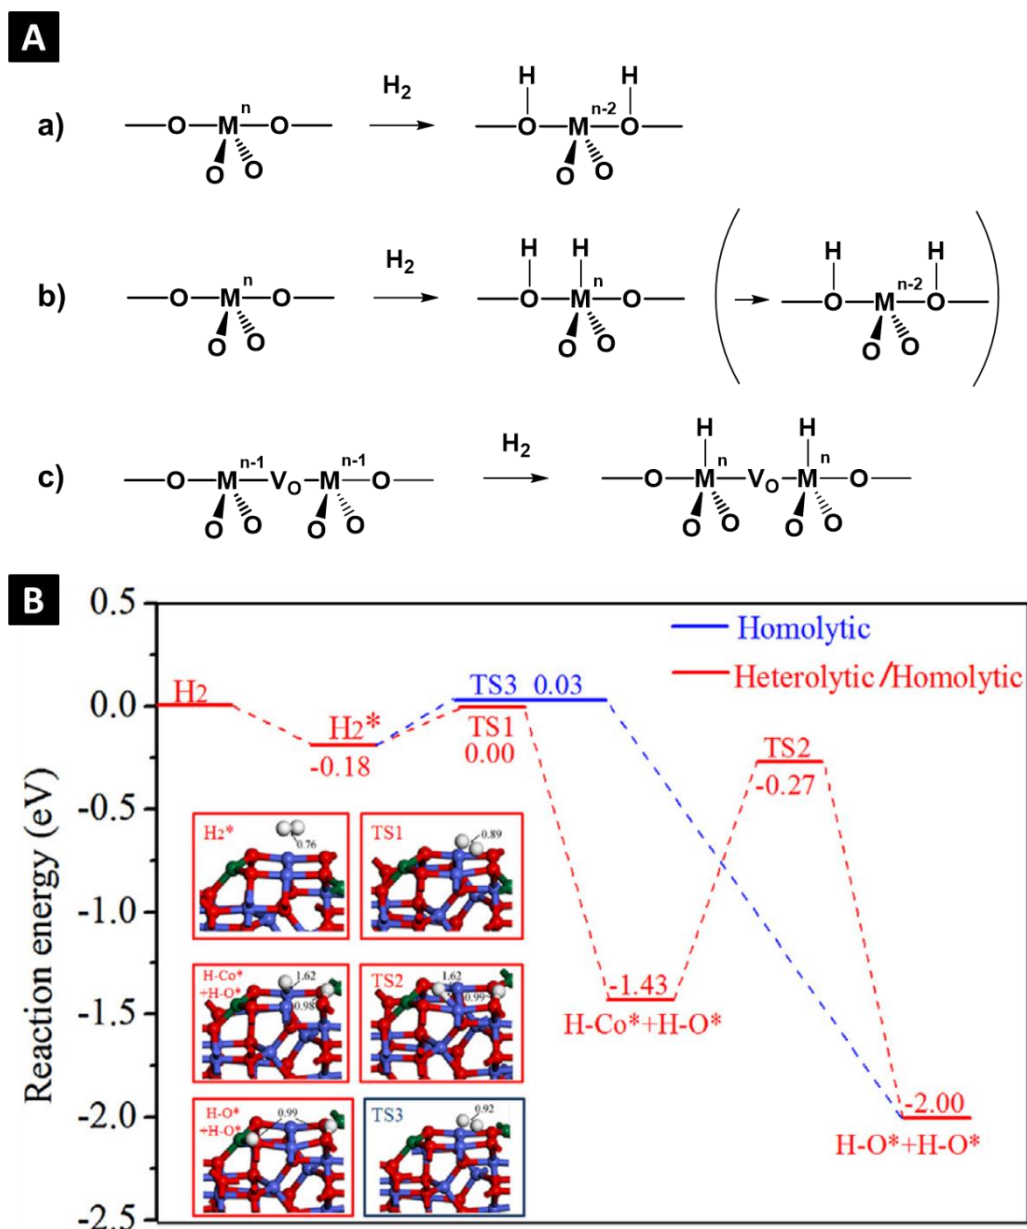 A
a)
O M n O
O O
H2
H H
O M n-2 O
O O
b)
O M n O
O O
H2
H H
O M n O
O O
H H
O M n-2 O
O O
c)
O M n-1 VO M n-1 O
O O O O
H2
H H
O M n VO M n O
O O O O
B
Reaction energy (eV)
0.5
0.0
-0.5
-1.0
-1.5
-2.0
-2.5
Homolytic
Heterolytic/Homolytic
H2
H2*
-0.18
TS3 0.03
TS1
0.00
TS2
-0.27
-1.43
H-Co*+H-O*
-2.00
H-O*+H-O*
H2*
0.76
TS1
0.89
H-Co*
+H-O*
1.62
0.98
TS2
1.62
0.99
H-O*
+H-O*
0.99
TS3
0.92